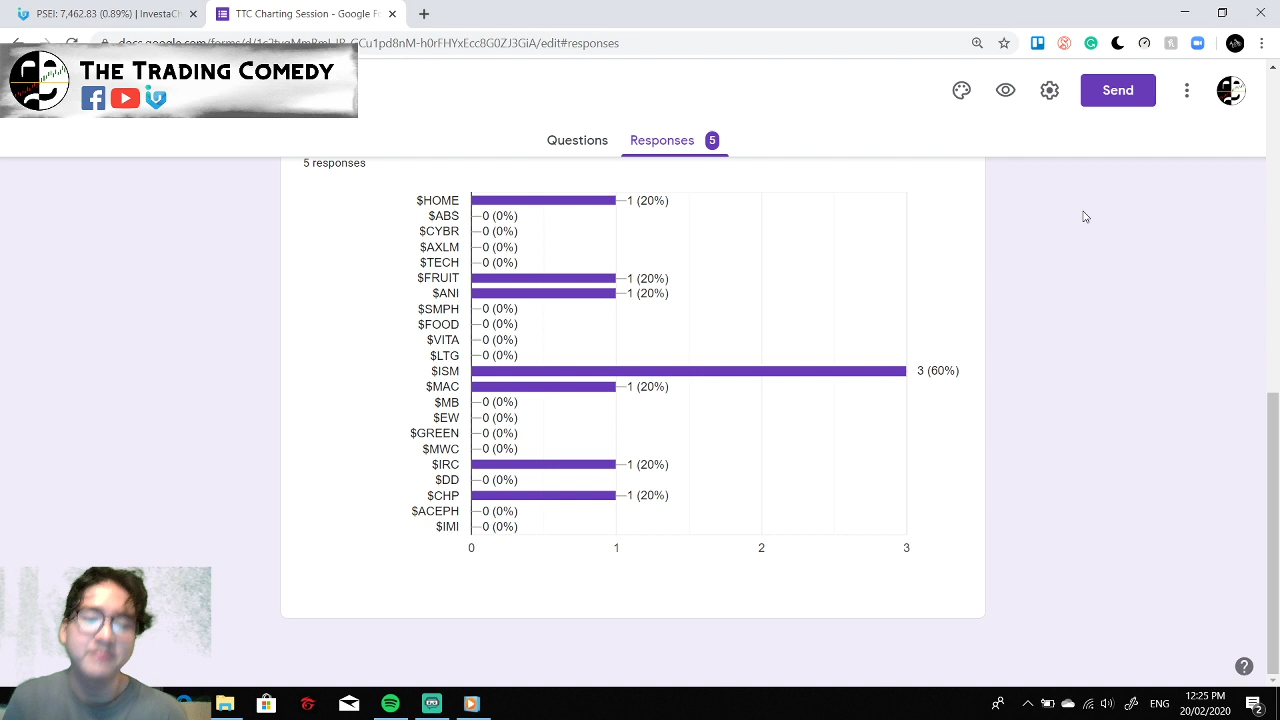 PSEI: 7,462.83 (0.89%) | InvestaCh
TTC Charting Session - Google Fo
/edit#responses
THE TRADING COMEDY
Send
Questions
Responses 5
5 responses
$HOME 1 (20%)
$ABS 0 (0%)
$CYBR 0 (0%)
$AXLM 0 (0%)
$TECH 0 (0%)
$FRUIT 1 (20%)
$ANI 1 (20%)
$SMPH 0 (0%)
$FOOD 0 (0%)
$VITA 0 (0%)
$LTG 0 (0%)
$ISM 3 (60%)
$MAC 1 (20%)
$MB 0 (0%)
$EW 0 (0%)
$GREEN 0 (0%)
$MWC 0 (0%)
$IRC 1 (20%)
$DD 0 (0%)
$CHP 1 (20%)
$ACEPH 0 (0%)
$IMI 0 (0%)
0 1 2 3
ENG
12:25 PM
20/02/2020
2